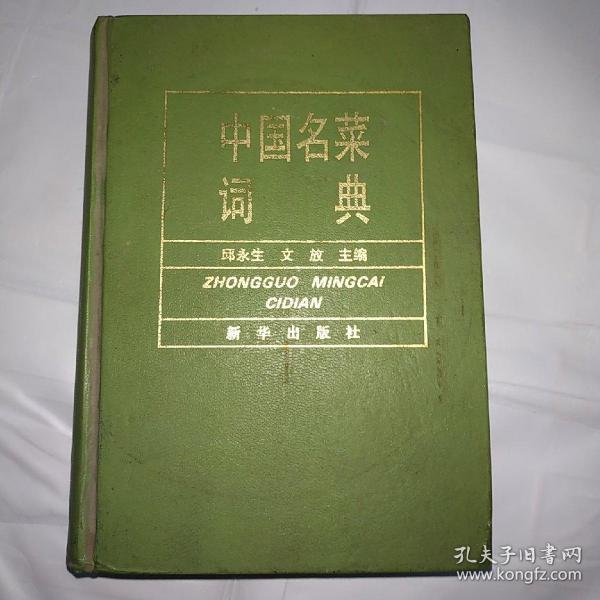 中国名菜
词典
邱永生 文放 主编
ZHONGGUO MINGCAI
CIDIAN
新华出版社
孔夫子旧书网
www.kongfz.com